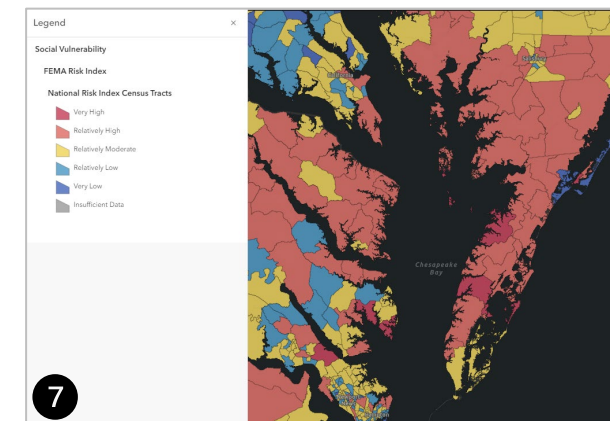 Legend ×
Social Vulnerability
FEMA Risk Index
National Risk Index Census Tracts
Very High
Relatively High
Relatively Moderate
Relatively Low
Very Low
Insufficient Data
Chesapeake
Bay
7